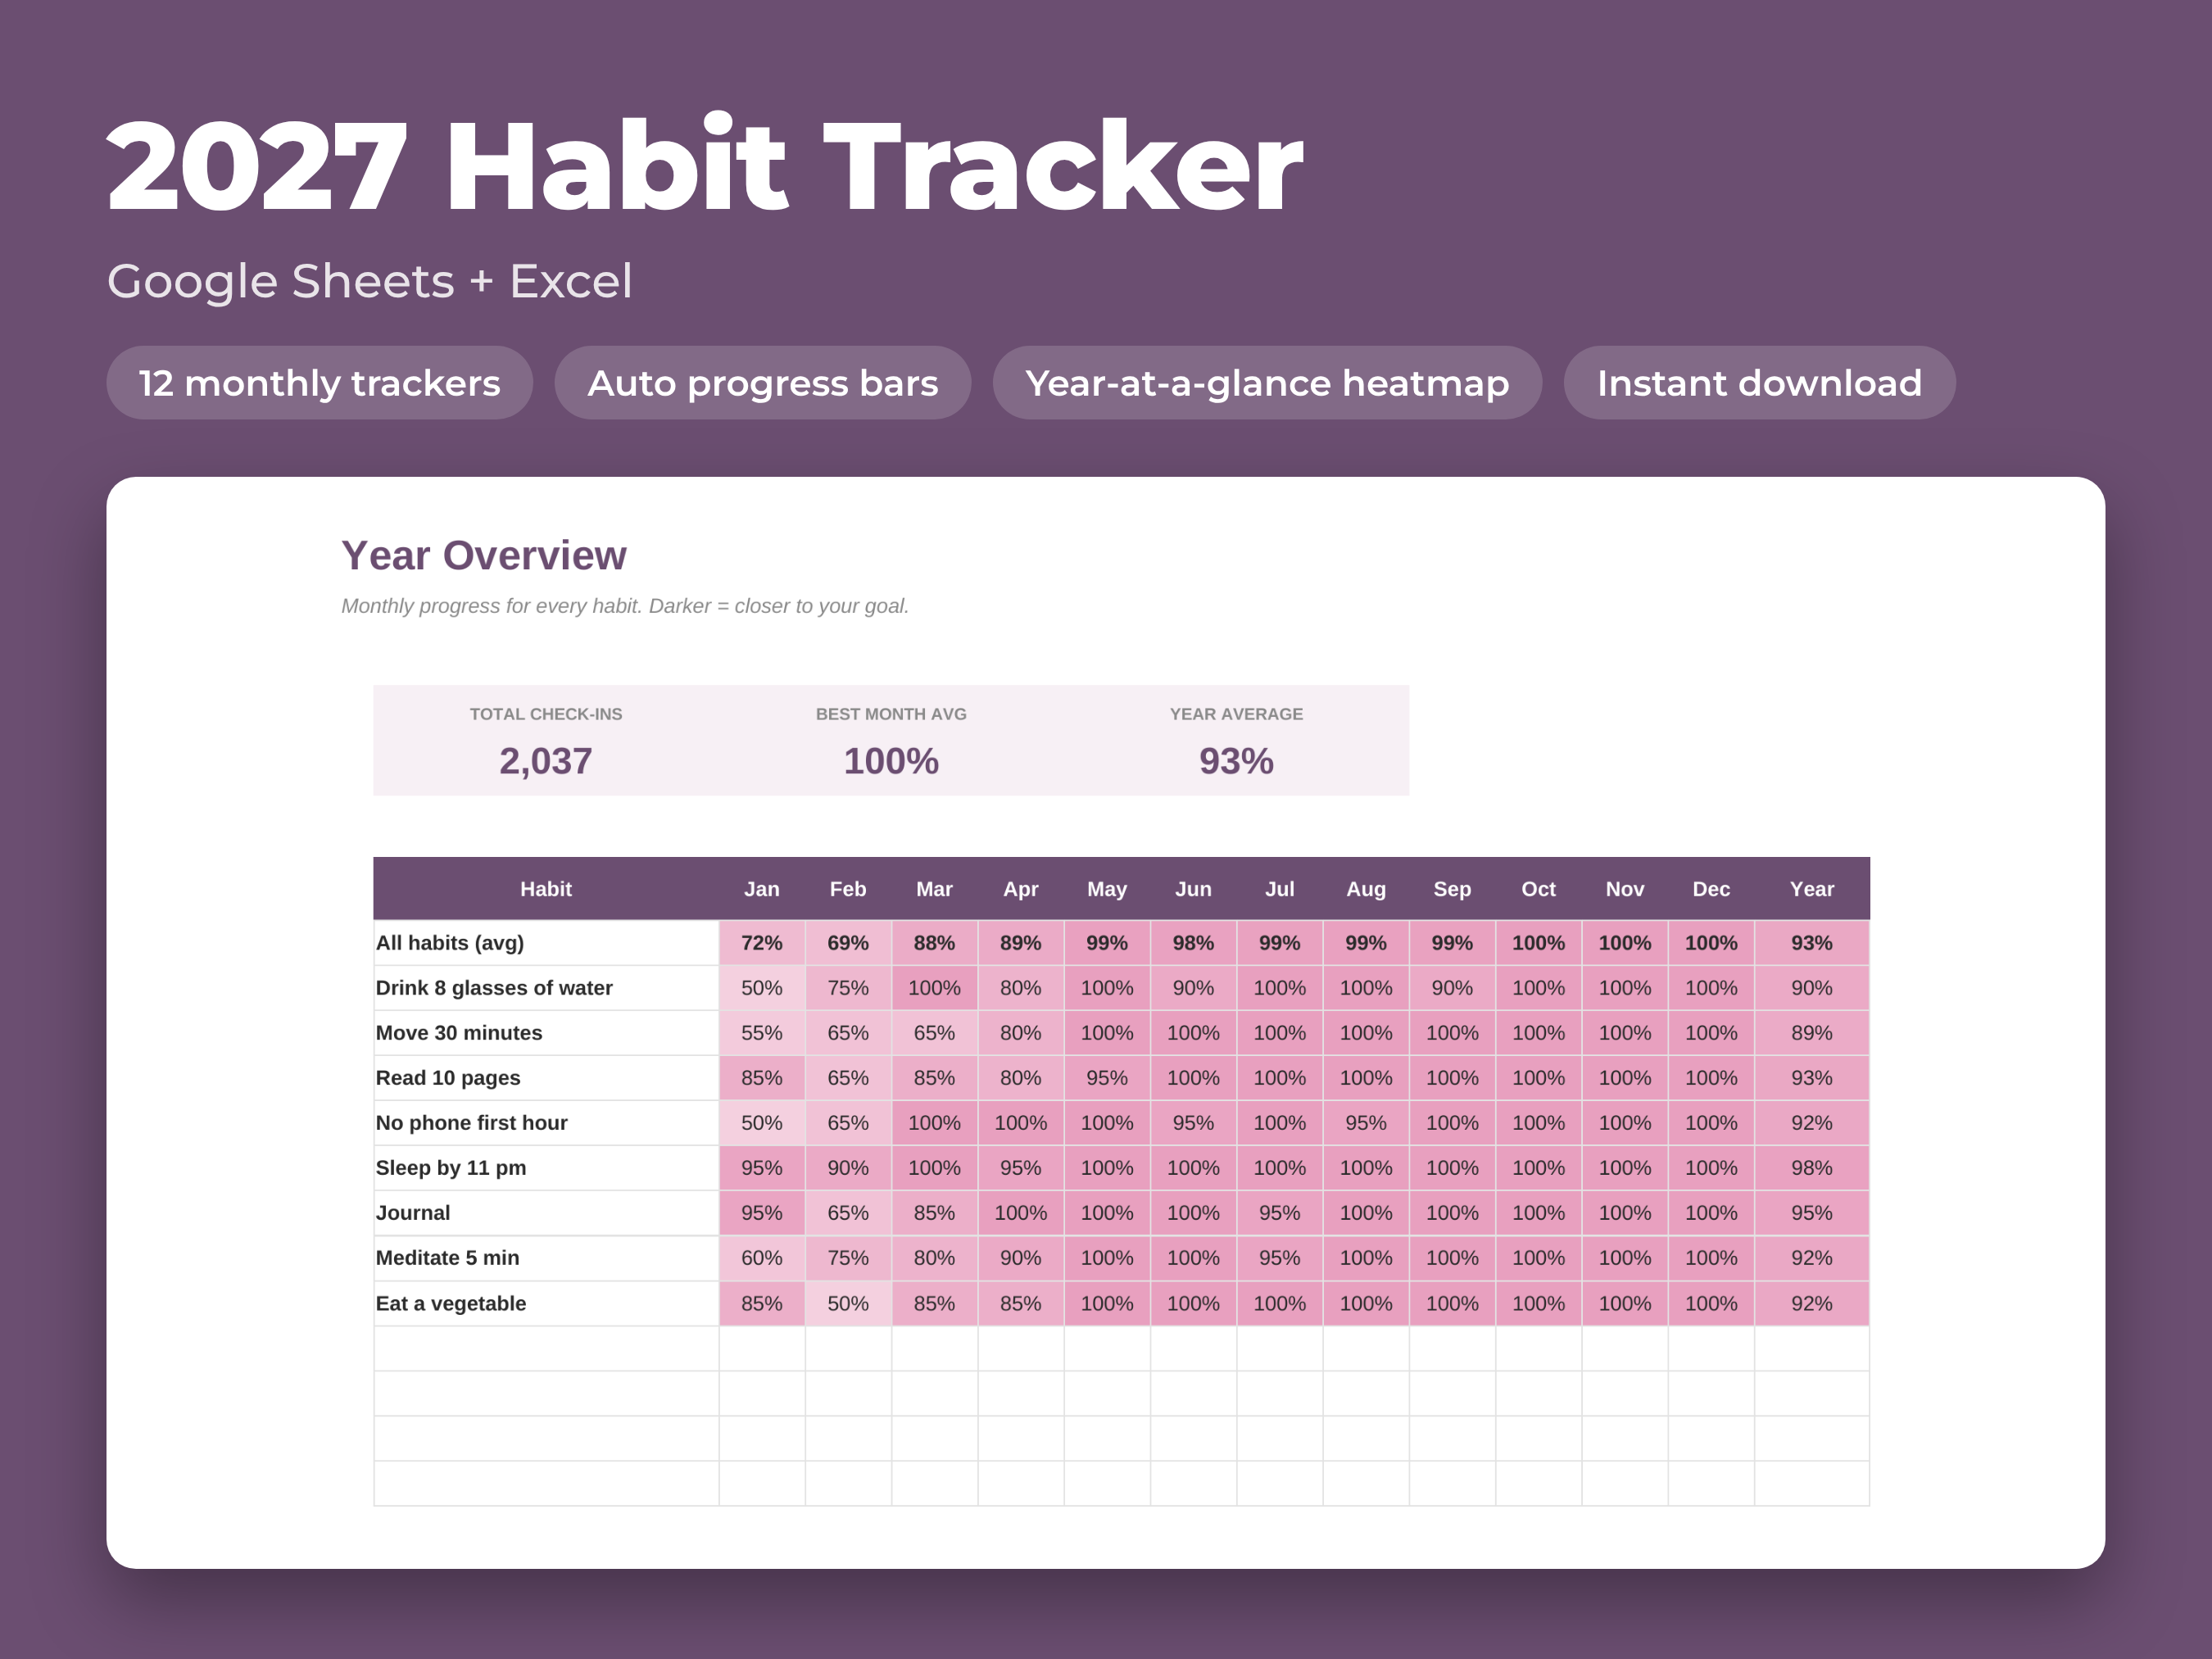 2027 Habit Tracker
Google Sheets + Excel
12 monthly trackers Auto progress bars Year-at-a-glance heatmap Instant download
Year Overview
Monthly progress for every habit. Darker = closer to your goal.
TOTAL CHECK-INS BEST MONTH AVG YEAR AVERAGE
2,037 100% 93%
Habit Jan Feb Mar Apr May Jun Jul Aug Sep Oct Nov Dec Year
All habits (avg) 72% 69% 88% 89% 99% 98% 99% 99% 99% 100% 100% 100% 93%
Drink 8 glasses of water 50% 75% 100% 80% 100% 90% 100% 100% 90% 100% 100% 100% 90%
Move 30 minutes 55% 65% 65% 80% 100% 100% 100% 100% 100% 100% 100% 100% 89%
Read 10 pages 85% 65% 85% 80% 95% 100% 100% 100% 100% 100% 100% 100% 93%
No phone first hour 50% 65% 100% 100% 100% 95% 100% 95% 100% 100% 100% 100% 92%
Sleep by 11 pm 95% 90% 100% 95% 100% 100% 100% 100% 100% 100% 100% 100% 98%
Journal 95% 65% 85% 100% 100% 100% 95% 100% 100% 100% 100% 100% 95%
Meditate 5 min 60% 75% 80% 90% 100% 100% 95% 100% 100% 100% 100% 100% 92%
Eat a vegetable 85% 50% 85% 85% 100% 100% 100% 100% 100% 100% 100% 100% 92%